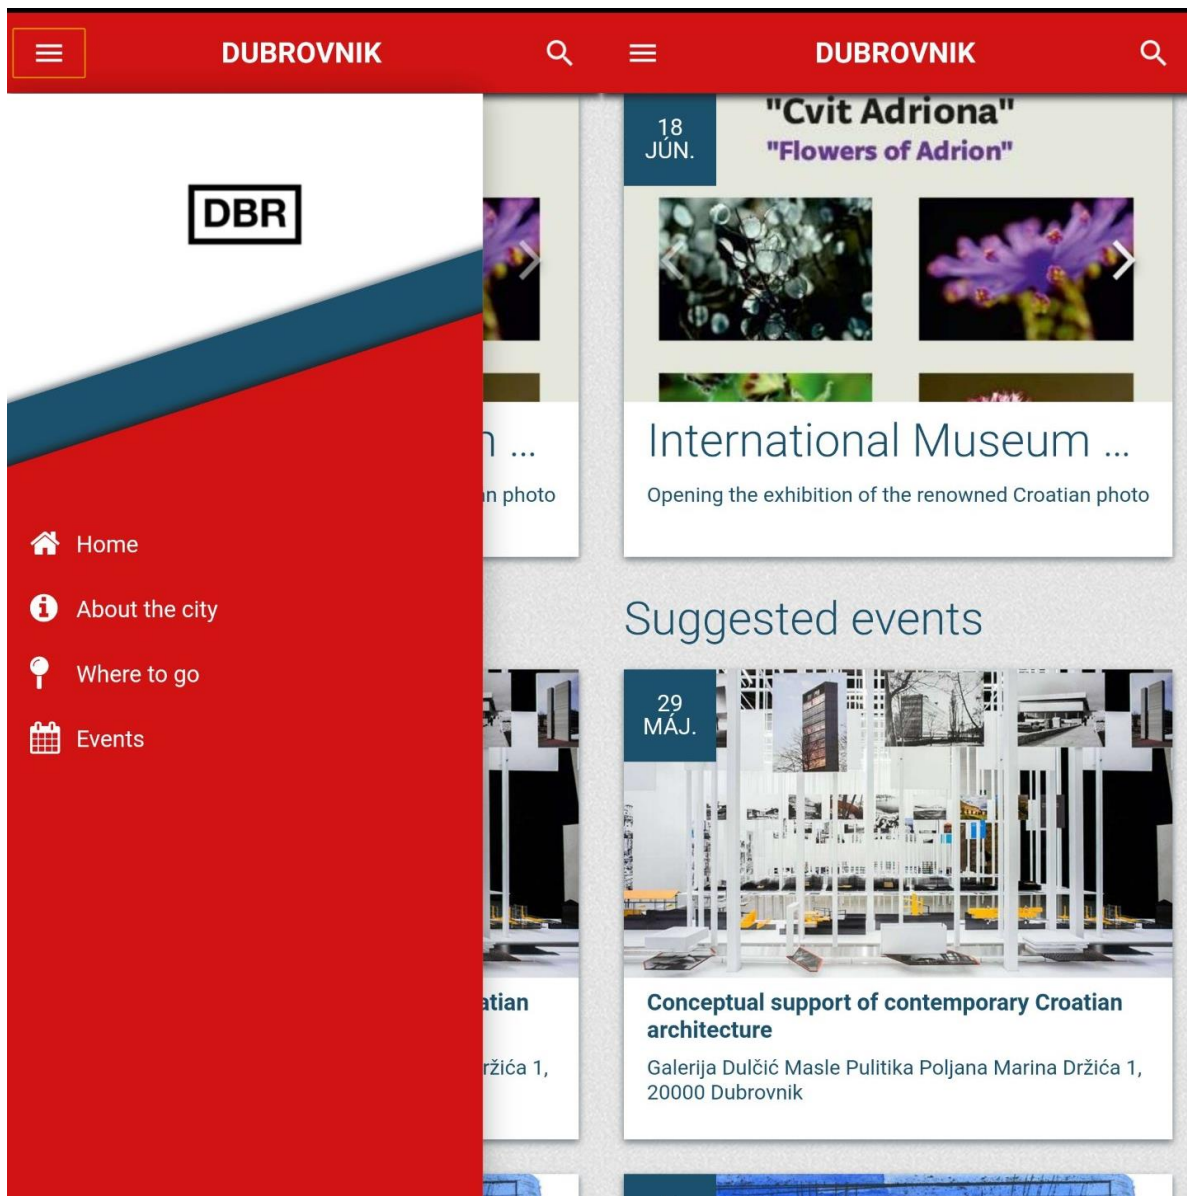 DUBROVNIK
DBR
n ...
n photo
Home
About the city
Where to go
Events
atian
ržića 1,
DUBROVNIK
18
JÚN.
"Cvit Adriona"
"Flowers of Adrion"
International Museum ...
Opening the exhibition of the renowned Croatian photo
Suggested events
29
MÁJ.
Conceptual support of contemporary Croatian
architecture
Galerija Dulčić Masle Pulitika Poljana Marina Držića 1,
20000 Dubrovnik